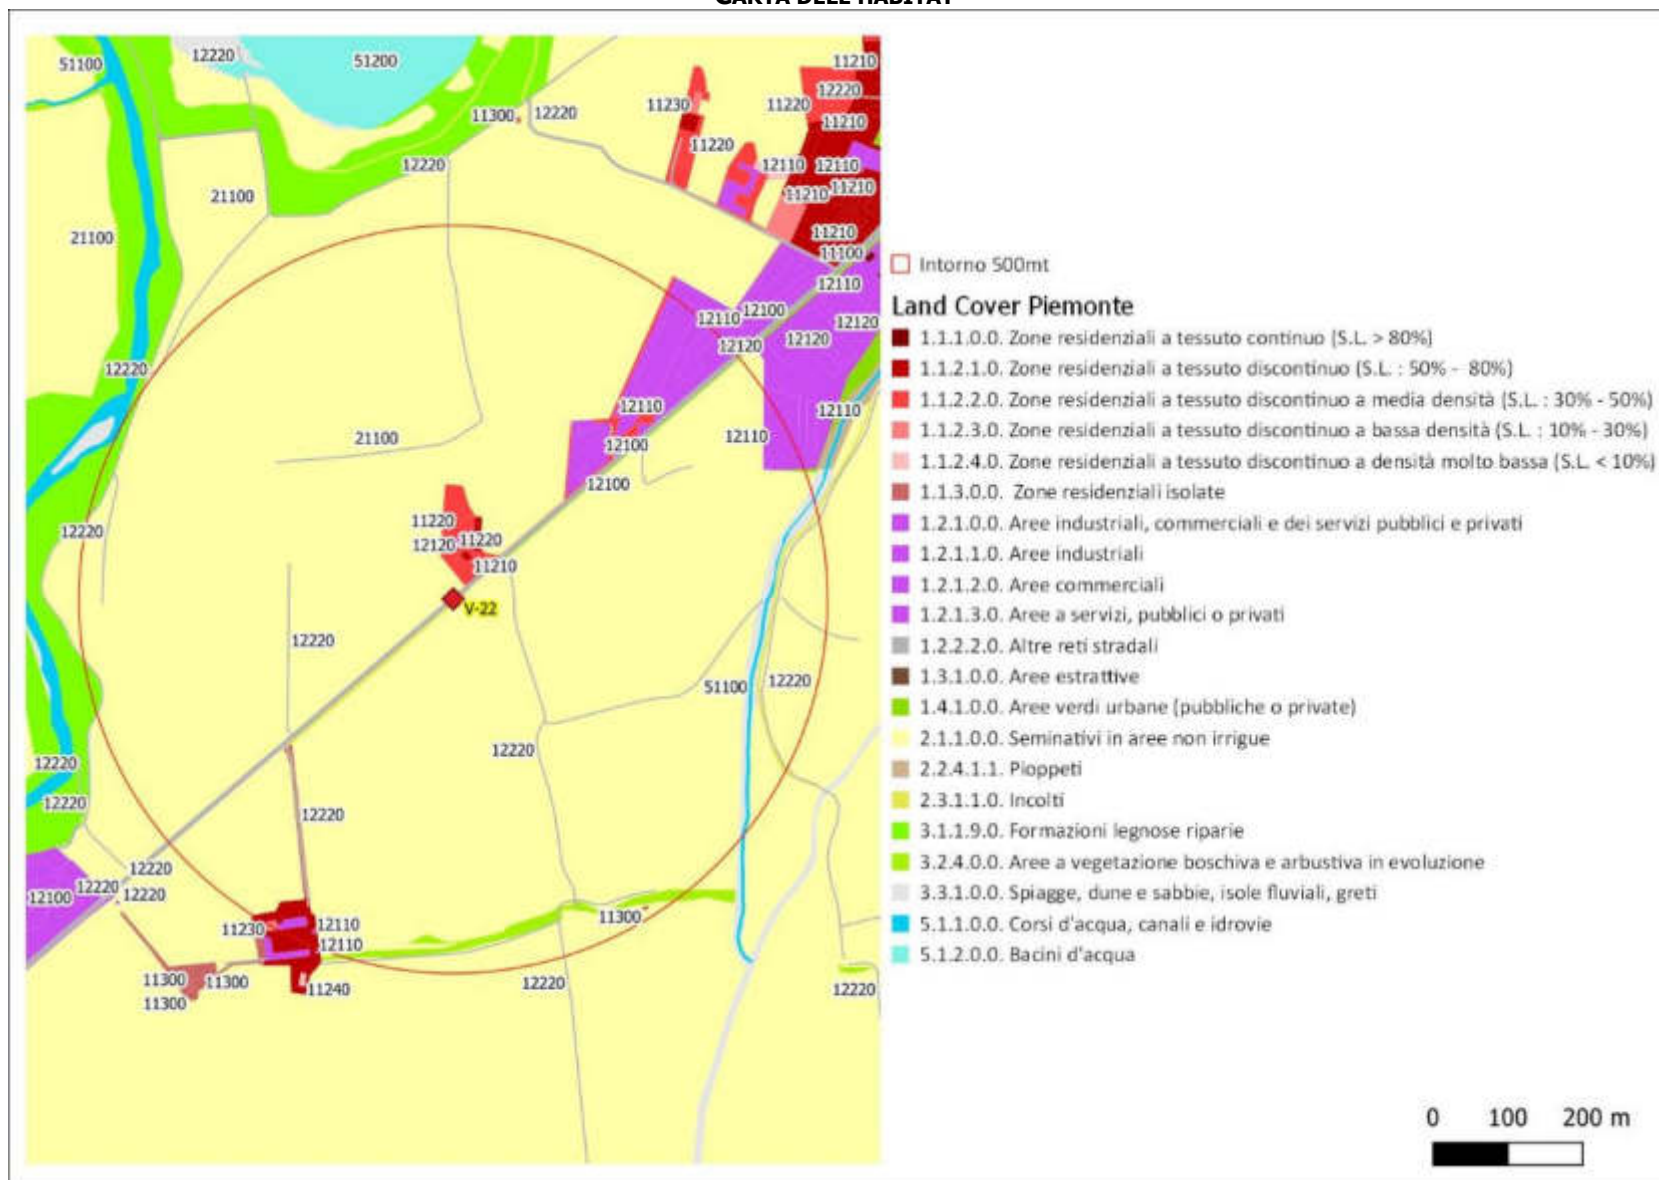 CARTA DELL'HABITAT
51100
12220
51200
11300
12220
12220
21100
21100
11230
11220
11220
11210
12220
11210
12110
12110
11210
11210
11210
11100
12110
12110
12100
12120
12120
12120
12110
12110
12110
12100
12100
12220
21100
12220
11220
12120
11220
11210
V-22
12220
51100
12220
12220
12220
12220
12220
12220
12220
12220
12220
12100
11230
12110
12110
11300
11300
11300
11240
11300
12220
12220
Intorno 500mt
Land Cover Piemonte
1.1.1.0.0. Zone residenziali a tessuto continuo (S.L. > 80%)
1.1.2.1.0. Zone residenziali a tessuto discontinuo (S.L. : 50% - 80%)
1.1.2.2.0. Zone residenziali a tessuto discontinuo a media densità (S.L. : 30% - 50%)
1.1.2.3.0. Zone residenziali a tessuto discontinuo a bassa densità (S.L. : 10% - 30%)
1.1.2.4.0. Zone residenziali a tessuto discontinuo a densità molto bassa (S.L. < 10%)
1.1.3.0.0. Zone residenziali isolate
1.2.1.0.0. Aree industriali, commerciali e dei servizi pubblici e privati
1.2.1.1.0. Aree industriali
1.2.1.2.0. Aree commerciali
1.2.1.3.0. Aree a servizi, pubblici o privati
1.2.2.2.0. Altre reti stradali
1.3.1.0.0. Aree estrattive
1.4.1.0.0. Aree verdi urbane (pubbliche o private)
2.1.1.0.0. Seminativi in aree non irrigue
2.2.4.1.1. Pioppeti
2.3.1.1.0. Incolti
3.1.1.9.0. Formazioni legnose riparie
3.2.4.0.0. Aree a vegetazione boschiva e arbustiva in evoluzione
3.3.1.0.0. Spiagge, dune e sabbie, isole fluviali, greti
5.1.1.0.0. Corsi d'acqua, canali e idrovie
5.1.2.0.0. Bacini d'acqua
0 100 200 m